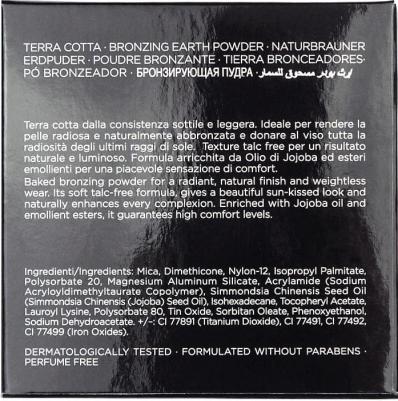 TERRA COTTA · BRONZING EARTH POWDER · NATURBRAUNER
ERDPUDER · POUDRE BRONZANTE · TIERRA BRONCEADORES·
PÓ BRONZEADOR · БРОНЗИРУЮЩАЯ ПУДРА ·
Terra cotta dalla consistenza sottile e leggera. Ideale per rendere la
pelle radiosa e naturalmente abbronzata e donare al viso tutta la
radiosità degli ultimi raggi di sole. Texture talc free per un risultato
naturale e luminoso. Formula arricchita da Olio di Jojoba ed esteri
emollienti per una piacevole sensazione di comfort.
Baked bronzing powder for a radiant, natural finish and weightless
wear. Its soft talc-free formula, gives a beautiful sun-kissed look and
naturally enhances every complexion. Enriched with Jojoba oil and
emollient esters, it guarantees high comfort levels.
Ingredienti/Ingredients: Mica, Dimethicone, Nylon-12, Isopropyl Palmitate,
Polysorbate 20, Magnesium Aluminum Silicate, Acrylamide (Sodium
Acryloyldimethyltaurate Copolymer), Simmondsia Chinensis Seed Oil
(Simmondsia Chinensis (Jojoba) Seed Oil), Isohexadecane, Tocopheryl Acetate,
Lauroyl Lysine, Polysorbate 80, Tin Oxide, Sorbitan Oleate, Phenoxyethanol,
Sodium Dehydroacetate. +/-: CI 77891 (Titanium Dioxide), CI 77491, CI 77492,
CI 77499 (Iron Oxides).
DERMATOLOGICALLY TESTED · FORMULATED WITHOUT PARABENS ·
PERFUME FREE